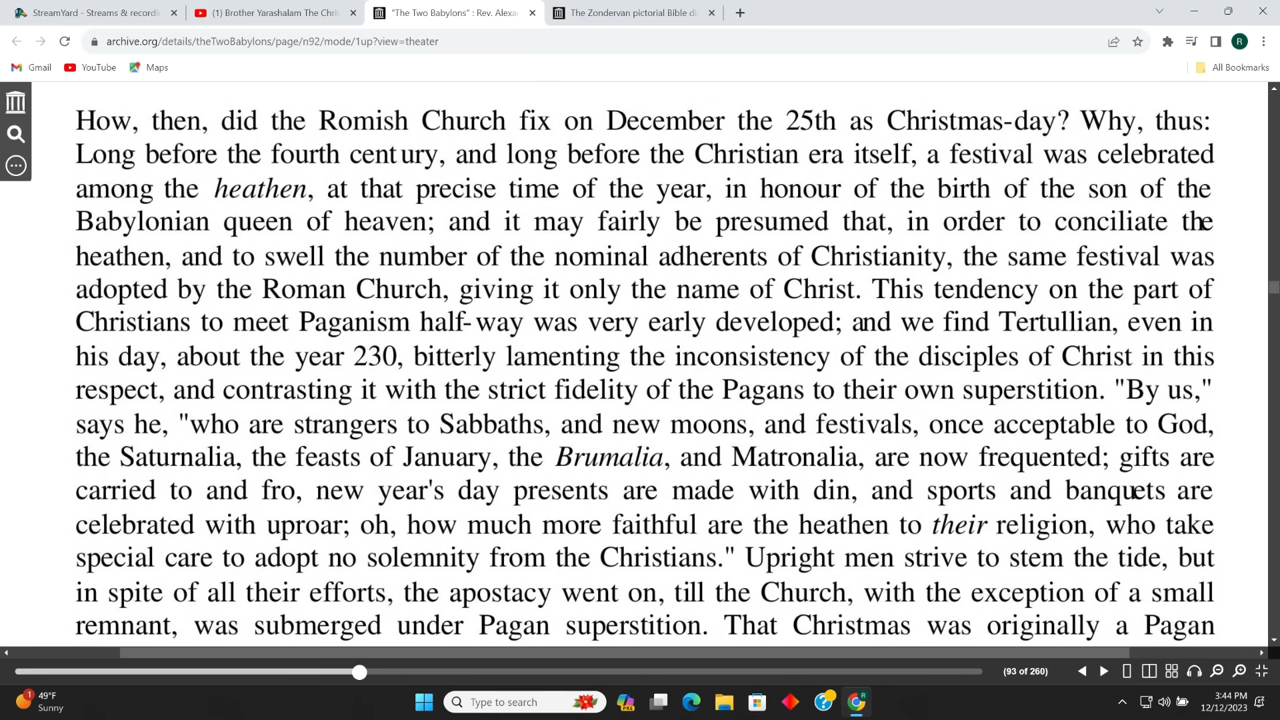 StreamYard - Streams & recordi
(1) Brother Yarashalam The Chri
"The Two Babylons" : Rev. Alexa
The Zondervan pictorial Bible di
archive.org/details/theTwoBabylons/page/n92/mode/1up?view=theater
R
Gmail YouTube Maps All Bookmarks
How, then, did the Romish Church fix on December the 25th as Christmas-day? Why, thus:
Long before the fourth century, and long before the Christian era itself, a festival was celebrated
among the heathen, at that precise time of the year, in honour of the birth of the son of the
Babylonian queen of heaven; and it may fairly be presumed that, in order to conciliate the
heathen, and to swell the number of the nominal adherents of Christianity, the same festival was
adopted by the Roman Church, giving it only the name of Christ. This tendency on the part of
Christians to meet Paganism half-way was very early developed; and we find Tertullian, even in
his day, about the year 230, bitterly lamenting the inconsistency of the disciples of Christ in this
respect, and contrasting it with the strict fidelity of the Pagans to their own superstition. "By us,"
says he, "who are strangers to Sabbaths, and new moons, and festivals, once acceptable to God,
the Saturnalia, the feasts of January, the Brumalia, and Matronalia, are now frequented; gifts are
carried to and fro, new year's day presents are made with din, and sports and banquets are
celebrated with uproar; oh, how much more faithful are the heathen to their religion, who take
special care to adopt no solemnity from the Christians." Upright men strive to stem the tide, but
in spite of all their efforts, the apostacy went on, till the Church, with the exception of a small
remnant, was submerged under Pagan superstition. That Christmas was originally a Pagan
(93 of 260)
1
49°F
Sunny
Type to search
3:44 PM
12/12/2023